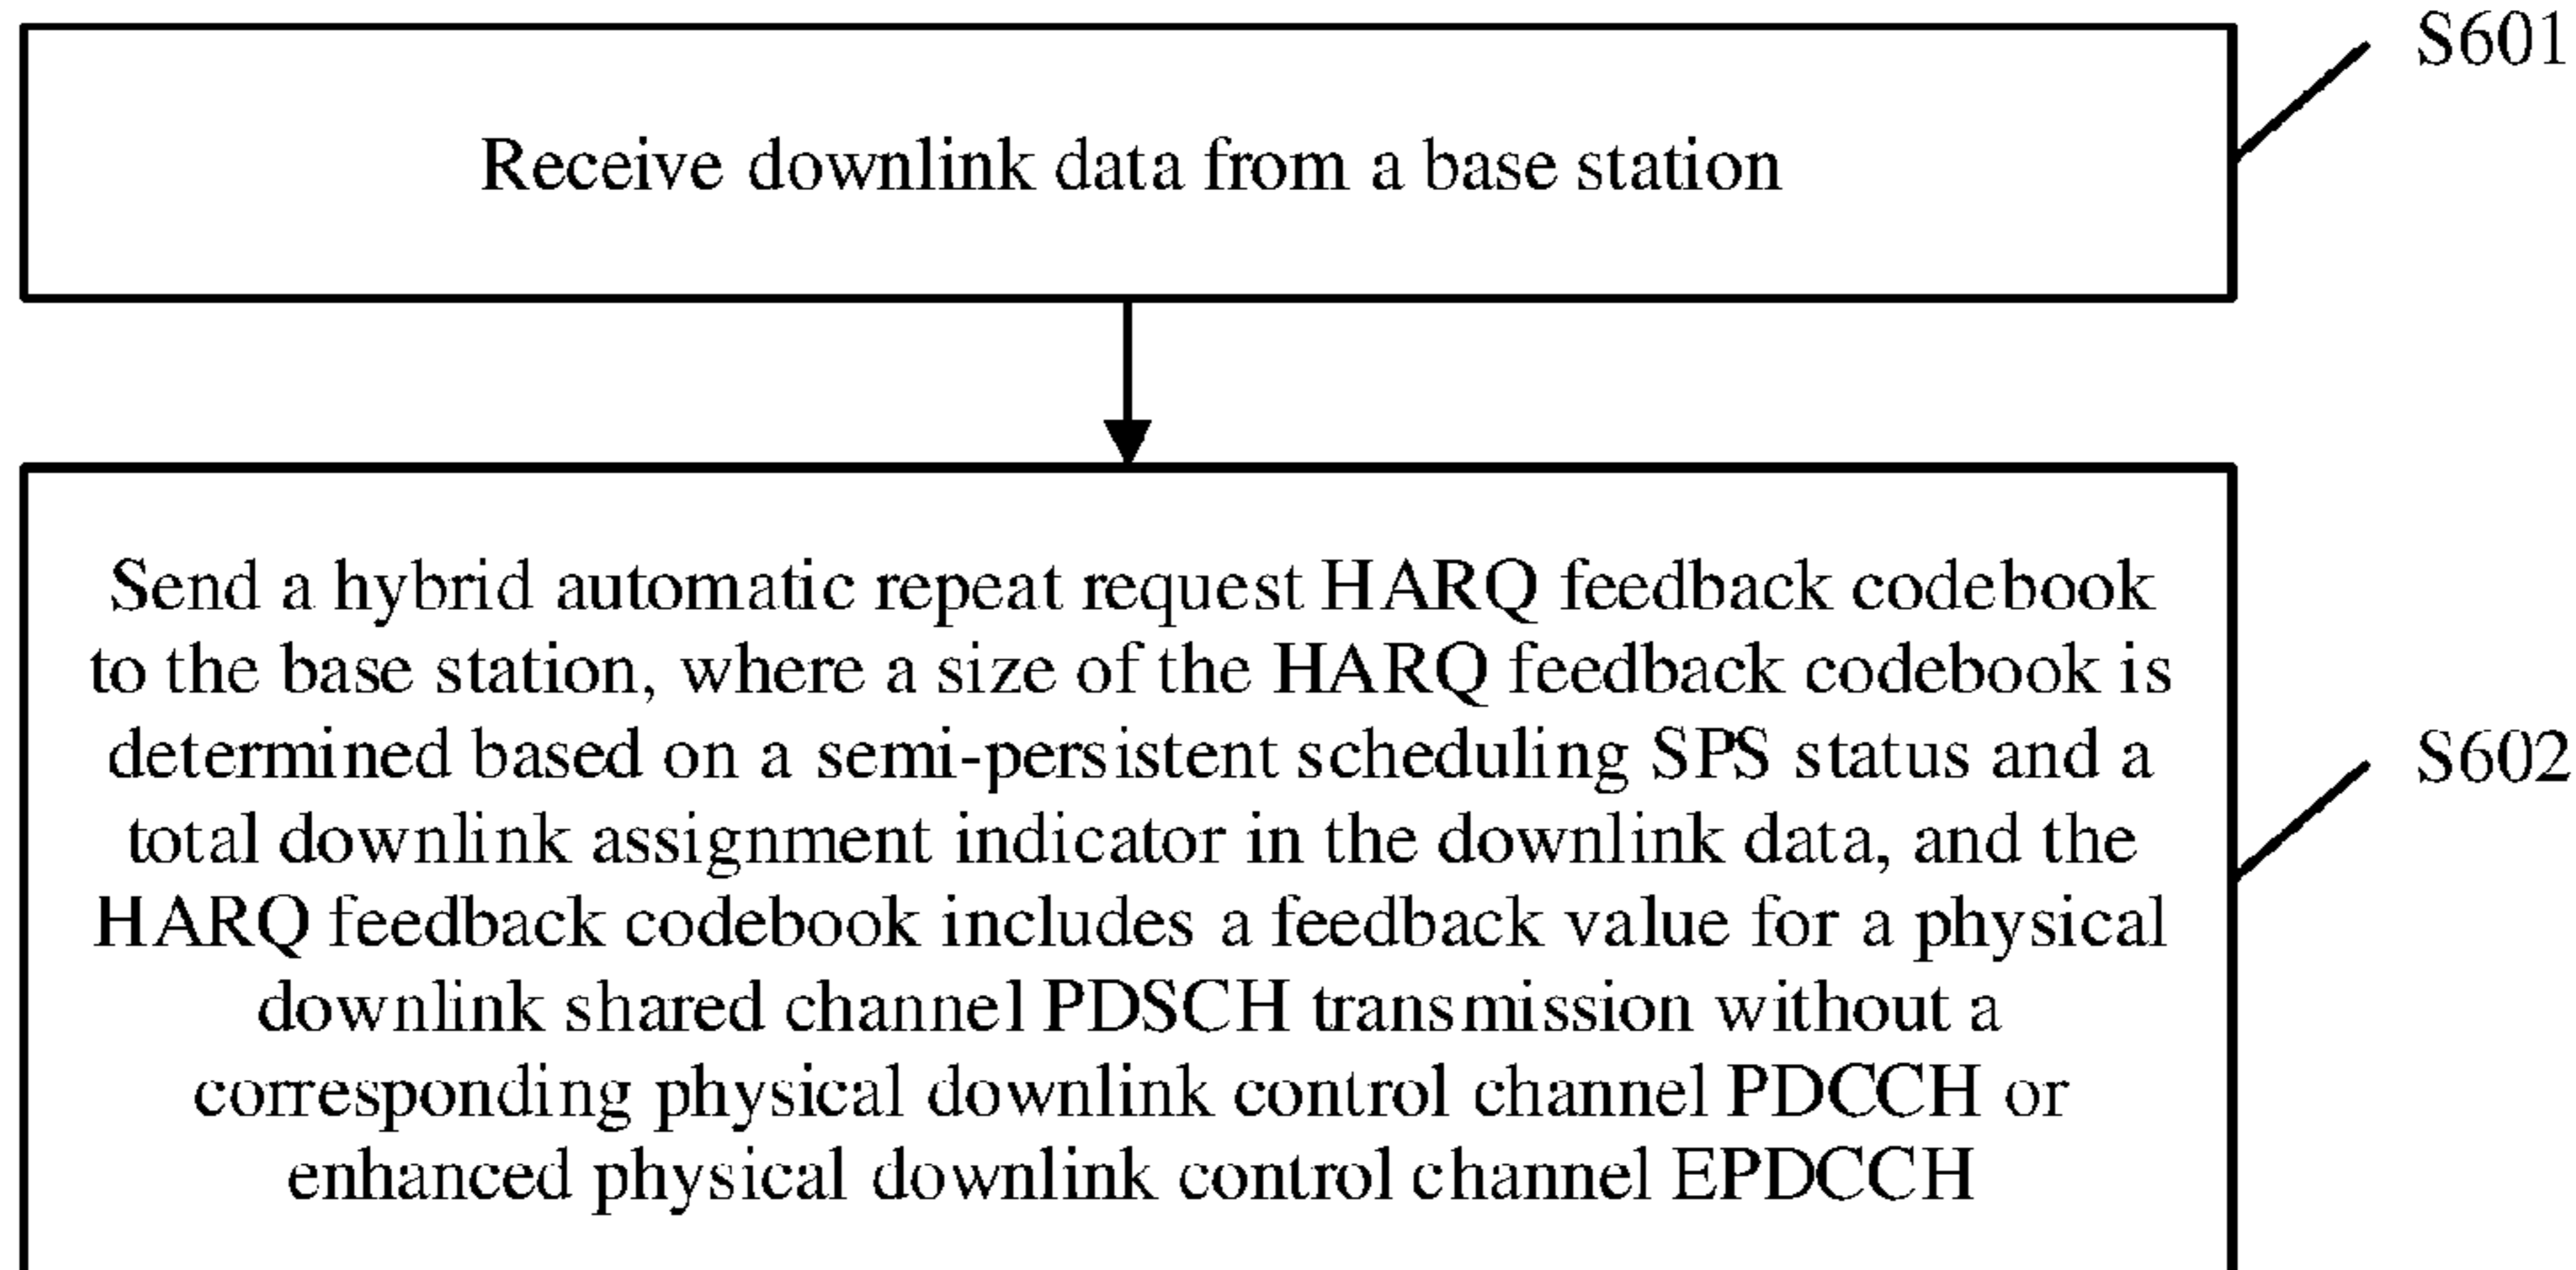 S601
Receive downlink data from a base station
Send a hybrid automatic repeat request HARQ feedback codebook
to the base station, where a size of the HARQ feedback codebook is
determined based on a semi-persistent scheduling SPS status and a
total downlink assignment indicator in the downlink data, and the
HARQ feedback codebook includes a feedback value for a physical
downlink shared channel PDSCH transmission without a
corresponding physical downlink control channel PDCCH or
enhanced physical downlink control channel EPDCCH
S602